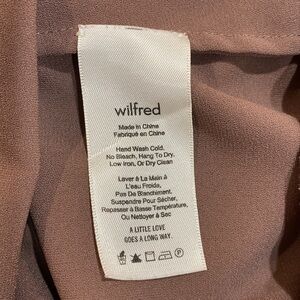 wilfred
Made in China
Fabriqué en Chine
Hand Wash Cold,
No Bleach, Hang To Dry,
Low Iron, Or Dry Clean
Laver à La Main à
L'eau Froide,
Pas De Blanchiment,
Suspendre Pour Sécher,
Repasser à Basse Température,
Ou Nettoyer à Sec
A LITTLE LOVE
GOES A LONG WAY.